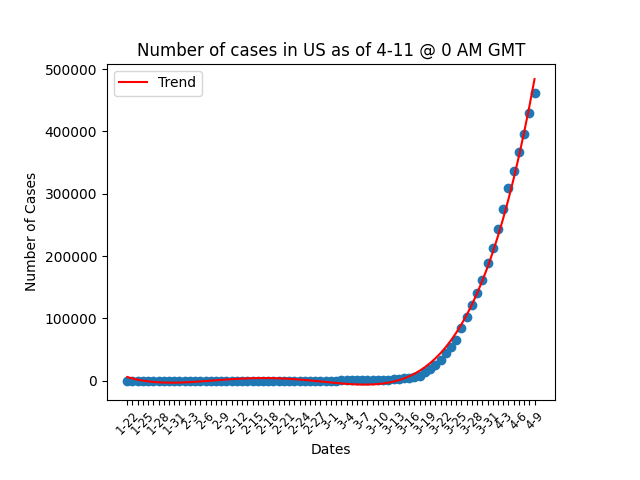 Number of cases in US as of 4-11 @ 0 AM GMT
Trend
Number of Cases
500000
400000
300000
200000
100000
0
1-22 1-25 1-28 1-31 2-3 2-6 2-9 2-12 2-15 2-18 2-21 2-24 2-27 3-1 3-4 3-7 3-10 3-13 3-16 3-19 3-22 3-25 3-28 3-31 4-3 4-6 4-9
Dates